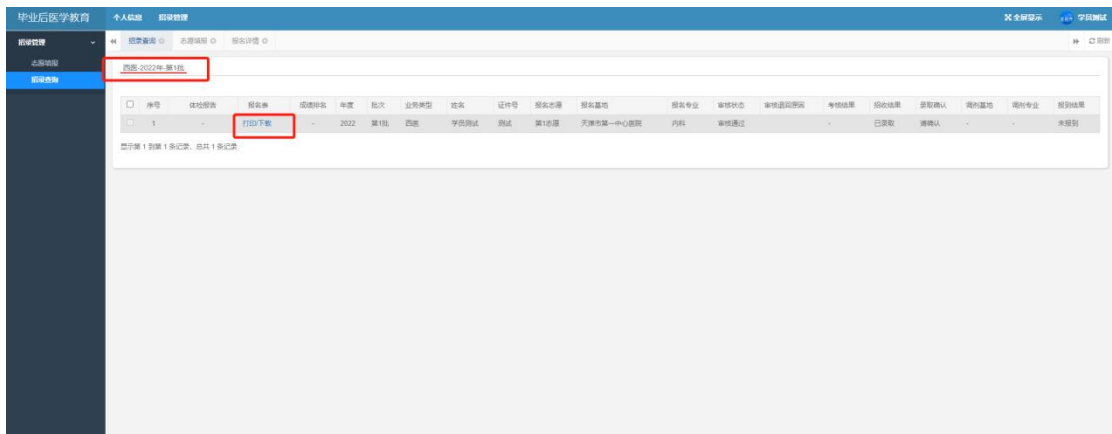 毕业后医学教育 个人信息 招录管理 全屏显示 学员测试
招录管理 招录查询 志愿填报 报名详情 刷新
志愿填报
招录查询
西医-2022年-第1批
序号 体检报告 报名表 成绩排名 年度 批次 业务类型 姓名 证件号 报名志愿 报名基地 报名专业 审核状态 审核退回原因 考核结果 招收结果 录取确认 调剂基地 调剂专业 报到结果
1 - 打印/下载 - 2022 第1批 西医 学员测试 测试 第1志愿 天津市第一中心医院 内科 审核通过 - 已录取 待确认 - - 未报到
显示第 1 到第 1 条记录，总共 1 条记录